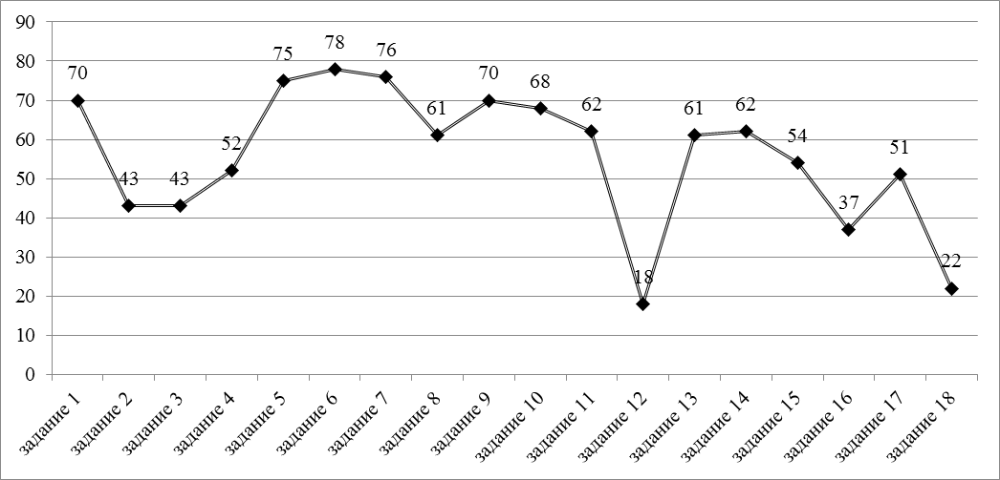 90
80
70
60
50
40
30
20
10
0
70
43
43
52
75
78
76
61
70
68
62
18
61
62
54
37
51
22
задание 1
задание 2
задание 3
задание 4
задание 5
задание 6
задание 7
задание 8
задание 9
задание 10
задание 11
задание 12
задание 13
задание 14
задание 15
задание 16
задание 17
задание 18